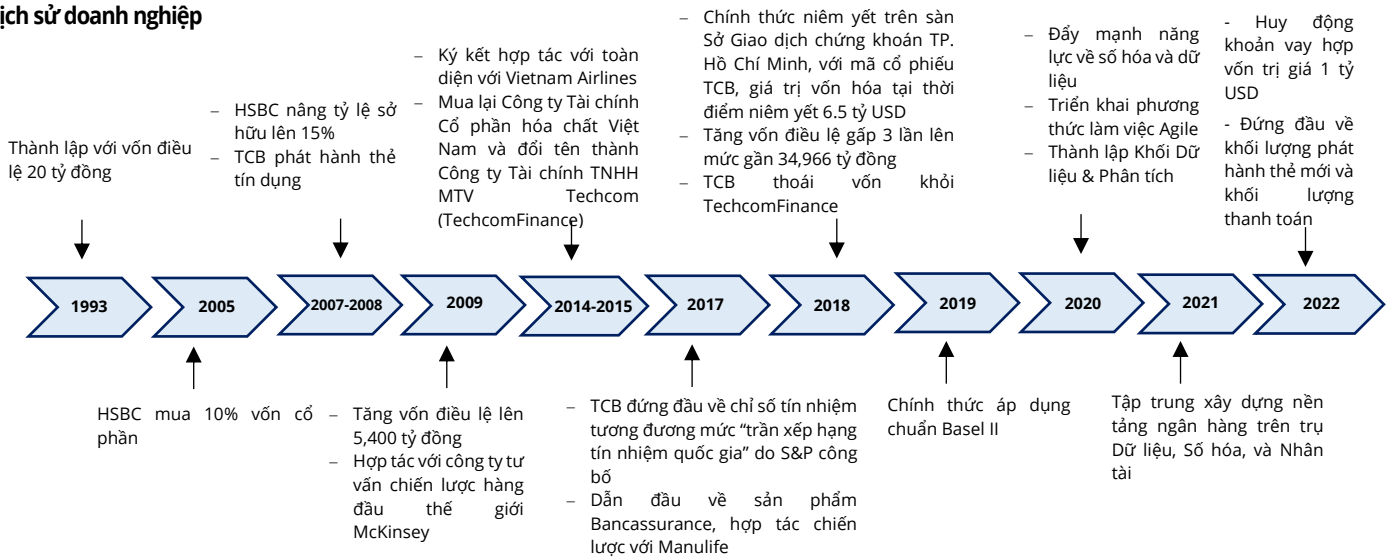 ịch sử doanh nghiệp
Thành lập với vốn điều
lệ 20 tỷ đồng
– HSBC nâng tỷ lệ sở
hữu lên 15%
– TCB phát hành thẻ
tín dụng
– Ký kết hợp tác với toàn
diện với Vietnam Airlines
– Mua lại Công ty Tài chính
Cổ phần hóa chất Việt
Nam và đổi tên thành
Công ty Tài chính TNHH
MTV Techcom
(TechcomFinance)
– Chính thức niêm yết trên sàn
Sở Giao dịch chứng khoán TP.
Hồ Chí Minh, với mã cổ phiếu
TCB, giá trị vốn hóa tại thời
điểm niêm yết 6.5 tỷ USD
– Tăng vốn điều lệ gấp 3 lần lên
mức gần 34,966 tỷ đồng
– TCB thoái vốn khỏi
TechcomFinance
– Đẩy mạnh năng
lực về số hóa và dữ
liệu
– Triển khai phương
thức làm việc Agile
– Thành lập Khối Dữ
liệu & Phân tích
- Huy động
khoản vay hợp
vốn trị giá 1 tỷ
USD
- Đứng đầu về
khối lượng phát
hành thẻ mới và
khối lượng
thanh toán
1993
2005
2007-2008
2009
2014-2015
2017
2018
2019
2020
2021
2022
HSBC mua 10% vốn cổ
phần
– Tăng vốn điều lệ lên
5,400 tỷ đồng
– Hợp tác với công ty tư
vấn chiến lược hàng
đầu thế giới
McKinsey
– TCB đứng đầu về chỉ số tín nhiệm
tương đương mức “trần xếp hạng
tín nhiệm quốc gia” do S&P công
bố
– Dẫn đầu về sản phẩm
Bancassurance, hợp tác chiến
lược với Manulife
Chính thức áp dụng
chuẩn Basel II
Tập trung xây dựng nền
tảng ngân hàng trên trụ
Dữ liệu, Số hóa, và Nhân
tài